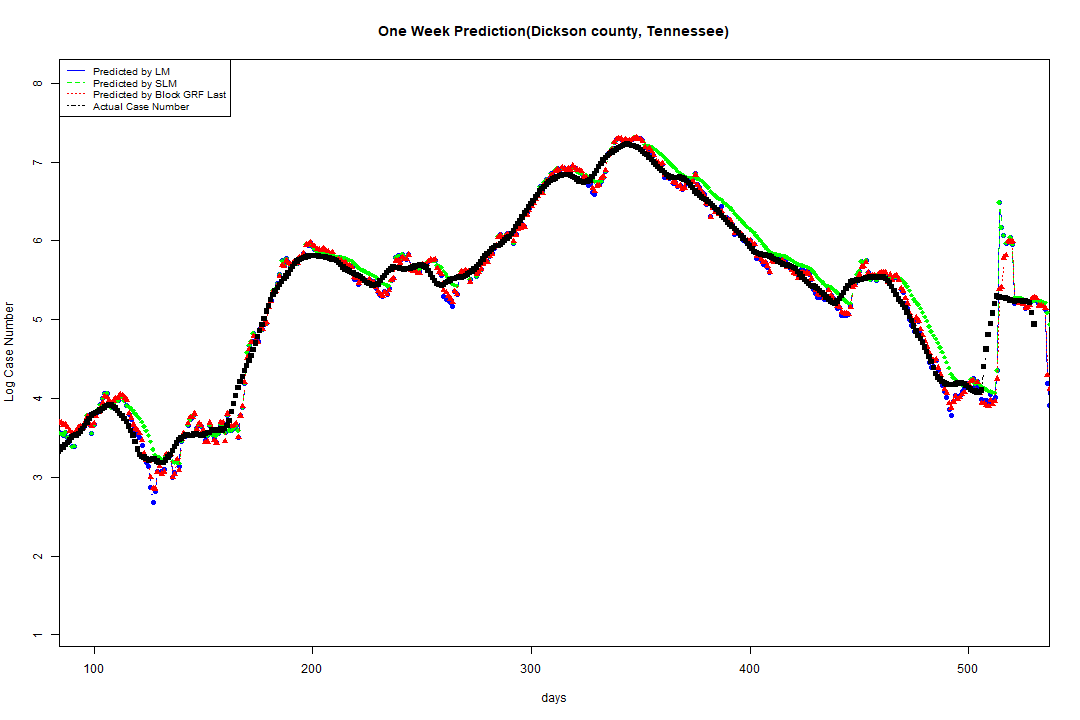 One Week Prediction(Dickson county, Tennessee)
Predicted by LM
Predicted by SLM
Predicted by Block GRF Last
Actual Case Number
8
7
6
5
4
3
2
1
Log Case Number
100 200 300 400 500
days